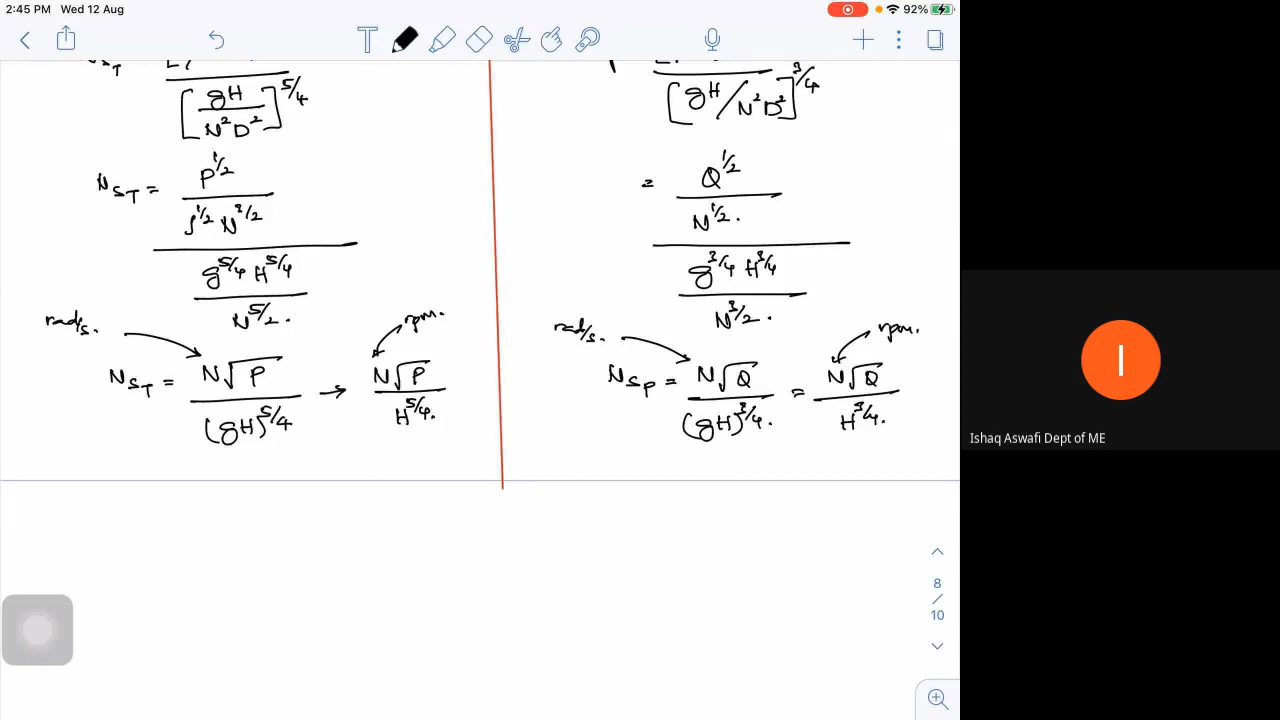 2:45 PM Wed 12 Aug
92%
[gH / N²D²]^5/4
N_ST = P^1/2 / ρ^1/2 N^3/2
g^5/4 H^5/4 / N^5/2.
rad/s. rpm.
N_ST = N√P / (gH)^5/4 → N√P / H^5/4.
[gH / N²D²]^3/4
= Q^1/2 / N^1/2.
g^3/4 H^3/4 / N^3/2.
rad/s. rpm.
N_SP = N√Q / (gH)^3/4. = N√Q / H^3/4.
8
/
10
I
Ishaq Aswafi Dept of ME